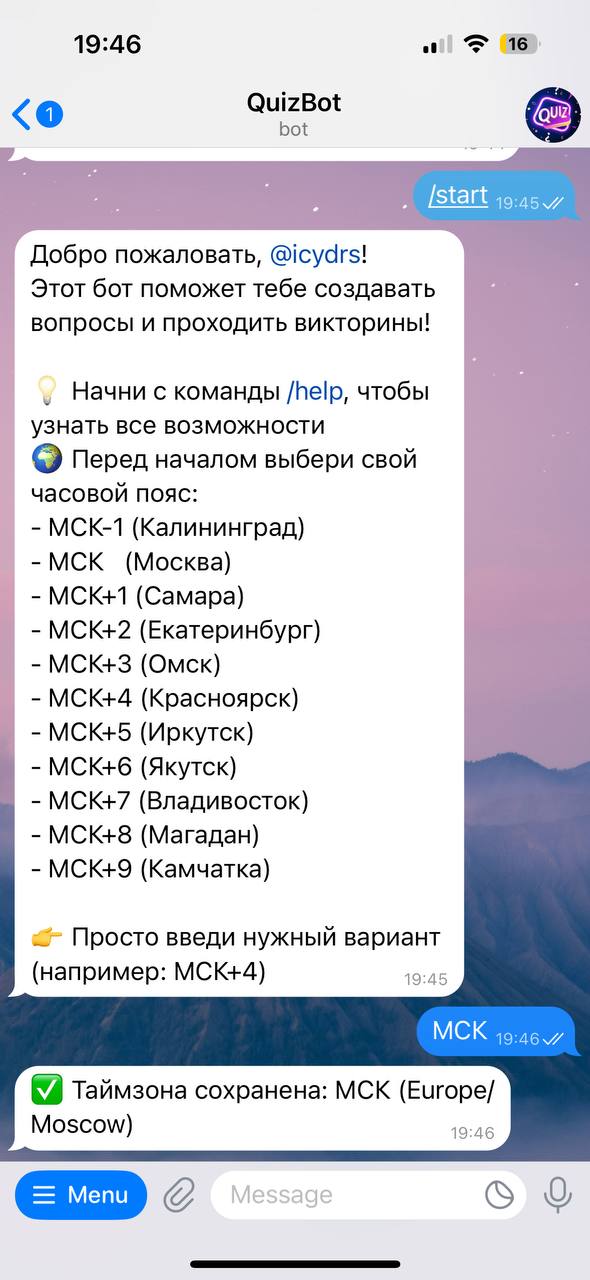 19:46
16
1
QuizBot
bot
QUIZ
/start 19:45
Добро пожаловать, @icydrs!
Этот бот поможет тебе создавать
вопросы и проходить викторины!
💡 Начни с команды /help, чтобы
узнать все возможности
🌍 Перед началом выбери свой
часовой пояс:
- МСК-1 (Калининград)
- МСК (Москва)
- МСК+1 (Самара)
- МСК+2 (Екатеринбург)
- МСК+3 (Омск)
- МСК+4 (Красноярск)
- МСК+5 (Иркутск)
- МСК+6 (Якутск)
- МСК+7 (Владивосток)
- МСК+8 (Магадан)
- МСК+9 (Камчатка)
👉 Просто введи нужный вариант
(например: МСК+4) 19:45
МСК 19:46
✅ Таймзона сохранена: МСК (Europe/
Moscow) 19:46
Menu
Message